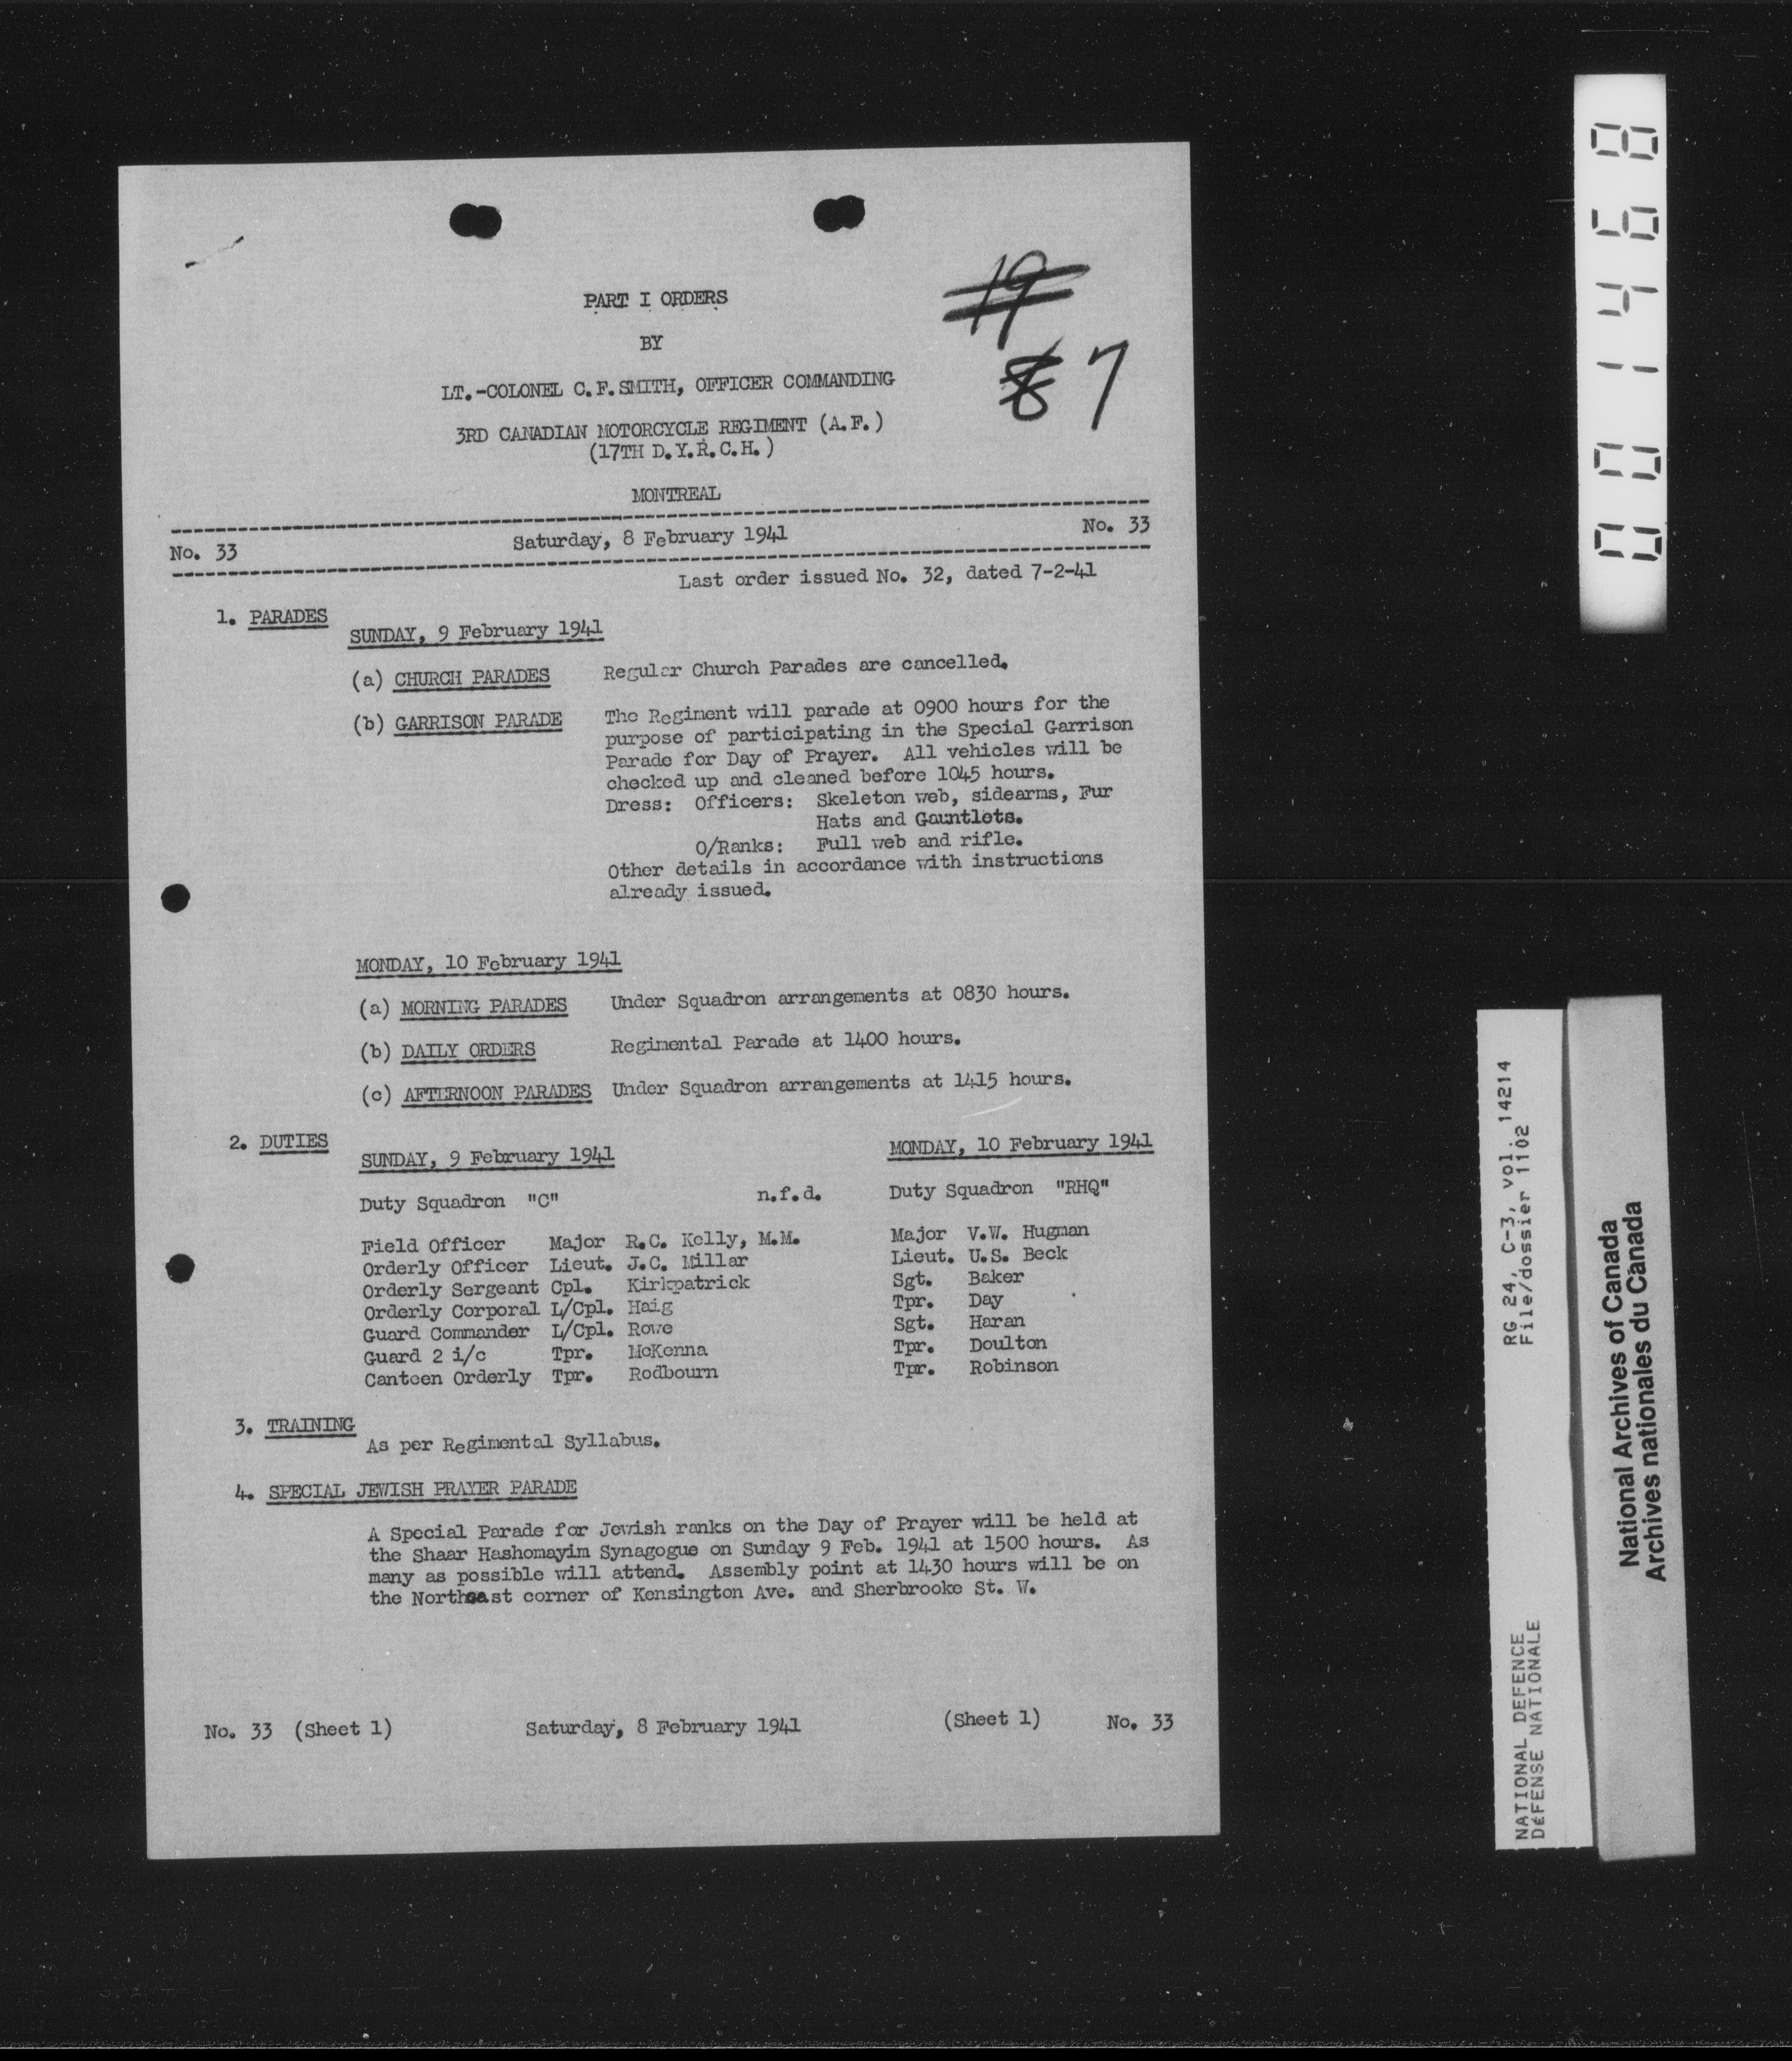 19
8 7
PART I ORDERS
BY
LT.-COLONEL C.F. SMITH, OFFICER COMMANDING
3RD CANADIAN MOTORCYCLE REGIMENT (A.F.)
(17TH D.Y.R.C.H.)
MONTREAL
No. 33 Saturday, 8 February 1941 No. 33
Last order issued No. 32, dated 7-2-41
1. PARADES
SUNDAY, 9 February 1941
(a) CHURCH PARADES Regular Church Parades are cancelled.
(b) GARRISON PARADE The Regiment will parade at 0900 hours for the
purpose of participating in the Special Garrison
Parade for Day of Prayer. All vehicles will be
checked up and cleaned before 1045 hours.
Dress: Officers: Skeleton web, sidearms, Fur
Hats and Gauntlets.
O/Ranks: Full web and rifle.
Other details in accordance with instructions
already issued.
MONDAY, 10 February 1941
(a) MORNING PARADES Under Squadron arrangements at 0830 hours.
(b) DAILY ORDERS Regimental Parade at 1400 hours.
(c) AFTERNOON PARADES Under Squadron arrangements at 1415 hours.
2. DUTIES
SUNDAY, 9 February 1941 MONDAY, 10 February 1941
Duty Squadron "C" n.f.d. Duty Squadron "RHQ"
Field Officer Major R.C. Kelly, M.M. Major V.W. Hugman
Orderly Officer Lieut. J.C. Millar Lieut. U.S. Beck
Orderly Sergeant Cpl. Kirkpatrick Sgt. Baker
Orderly Corporal L/Cpl. Haig Tpr. Day
Guard Commander L/Cpl. Rowe Sgt. Haran
Guard 2 i/c Tpr. McKenna Tpr. Doulton
Canteen Orderly Tpr. Rodbourn Tpr. Robinson
3. TRAINING
As per Regimental Syllabus.
4. SPECIAL JEWISH PRAYER PARADE
A Special Parade for Jewish ranks on the Day of Prayer will be held at
the Shaar Hashomayim Synagogue on Sunday 9 Feb. 1941 at 1500 hours. As
many as possible will attend. Assembly point at 1430 hours will be on
the Northeast corner of Kensington Ave. and Sherbrooke St. W.
No. 33 (Sheet 1) Saturday, 8 February 1941 (Sheet 1) No. 33
001468
RG 24, C-3, vol. 14214
File/dossier 1102
NATIONAL DEFENCE
DÉFENSE NATIONALE
National Archives of Canada
Archives nationales du Canada